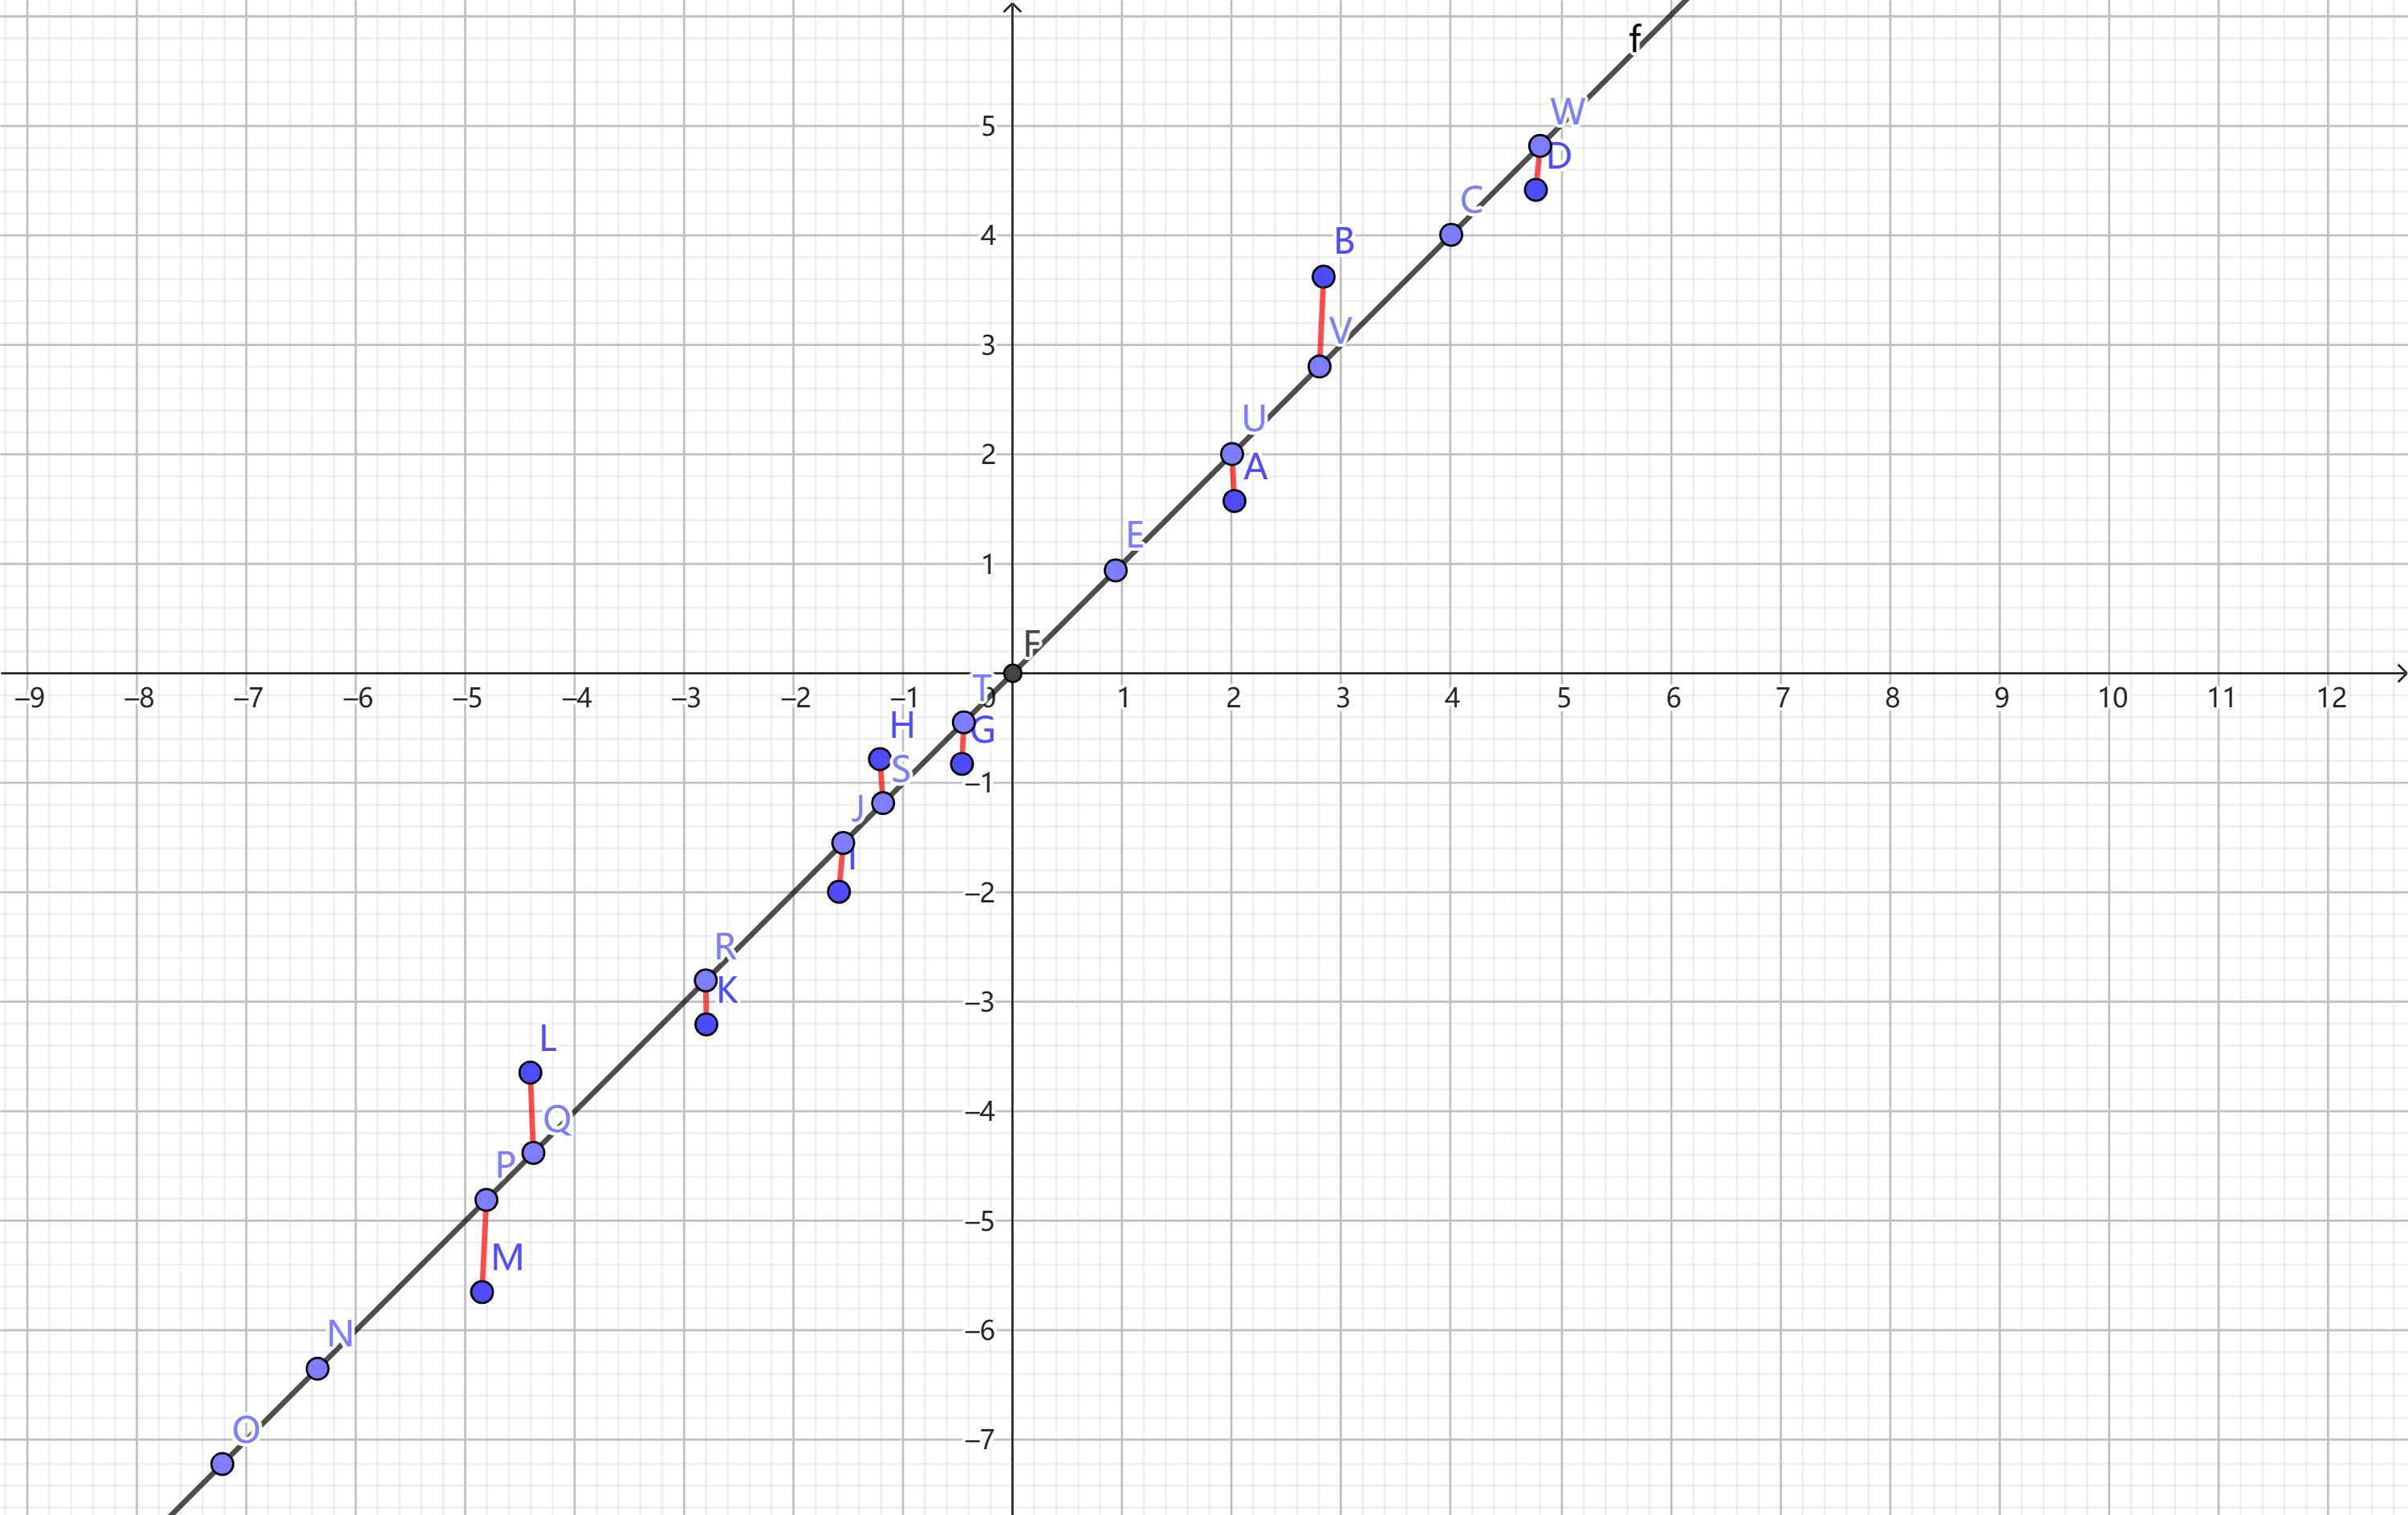 f
W
5
D
C
4
B
V
3
U
2
A
E
1
F
–9 –8 –7 –6 –5 –4 –3 –2 –1 0 1 2 3 4 5 6 7 8 9 10 11 12
T
H
G
S
–1
J
I
–2
R
K
–3
L
Q
–4
P
–5
M
–6
N
O
–7